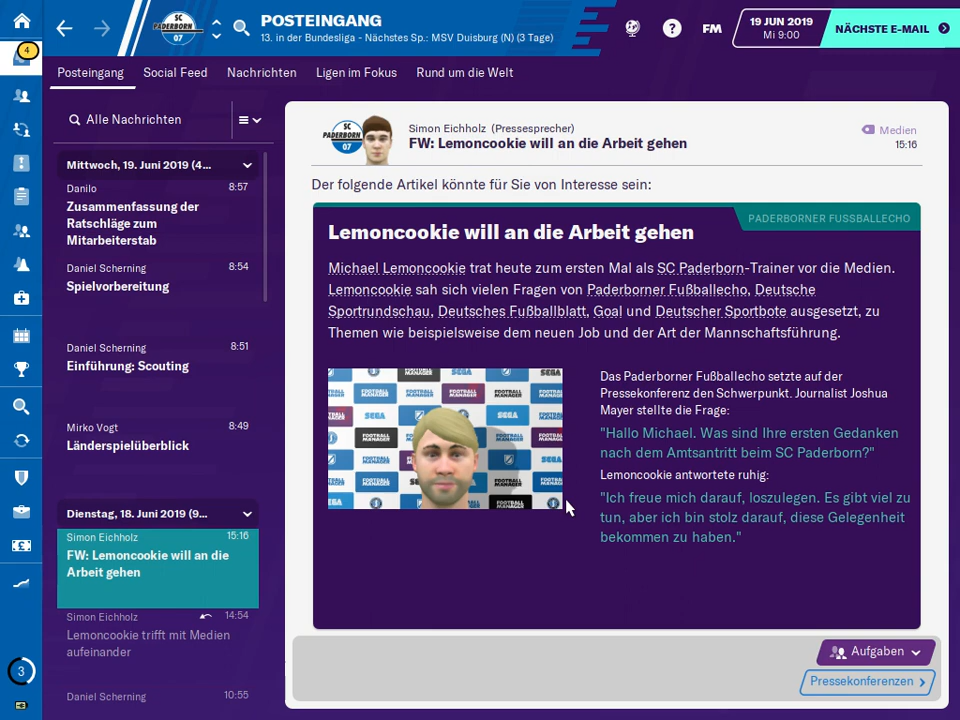 4
SC
PADERBORN
07
POSTEINGANG
13. in der Bundesliga - Nächstes Sp.: MSV Duisburg (N) (3 Tage)
?
FM
19 JUN 2019
Mi 9:00
NÄCHSTE E-MAIL
Posteingang
Social Feed
Nachrichten
Ligen im Fokus
Rund um die Welt
Alle Nachrichten
Mittwoch, 19. Juni 2019 (4...
Danilo 8:57
Zusammenfassung der
Ratschläge zum
Mitarbeiterstab
Daniel Scherning 8:54
Spielvorbereitung
Daniel Scherning 8:51
Einführung: Scouting
Mirko Vogt 8:49
Länderspielüberblick
Dienstag, 18. Juni 2019 (9...
Simon Eichholz 15:16
FW: Lemoncookie will an die
Arbeit gehen
Simon Eichholz 14:54
Lemoncookie trifft mit Medien
aufeinander
Daniel Scherning 10:55
3
SC
PADERBORN
07
Simon Eichholz (Pressesprecher)
FW: Lemoncookie will an die Arbeit gehen
Medien
15:16
Der folgende Artikel könnte für Sie von Interesse sein:
PADERBORNER FUSSBALLECHO
Lemoncookie will an die Arbeit gehen
Michael Lemoncookie trat heute zum ersten Mal als SC Paderborn-Trainer vor die Medien.
Lemoncookie sah sich vielen Fragen von Paderborner Fußballecho, Deutsche
Sportrundschau, Deutsches Fußballblatt, Goal und Deutscher Sportbote ausgesetzt, zu
Themen wie beispielsweise dem neuen Job und der Art der Mannschaftsführung.
SEGA
FOOTBALL
MANAGER
Das Paderborner Fußballecho setzte auf der
Pressekonferenz den Schwerpunkt. Journalist Joshua
Mayer stellte die Frage:
"Hallo Michael. Was sind Ihre ersten Gedanken
nach dem Amtsantritt beim SC Paderborn?"
Lemoncookie antwortete ruhig:
"Ich freue mich darauf, loszulegen. Es gibt viel zu
tun, aber ich bin stolz darauf, diese Gelegenheit
bekommen zu haben."
Aufgaben
Pressekonferenzen